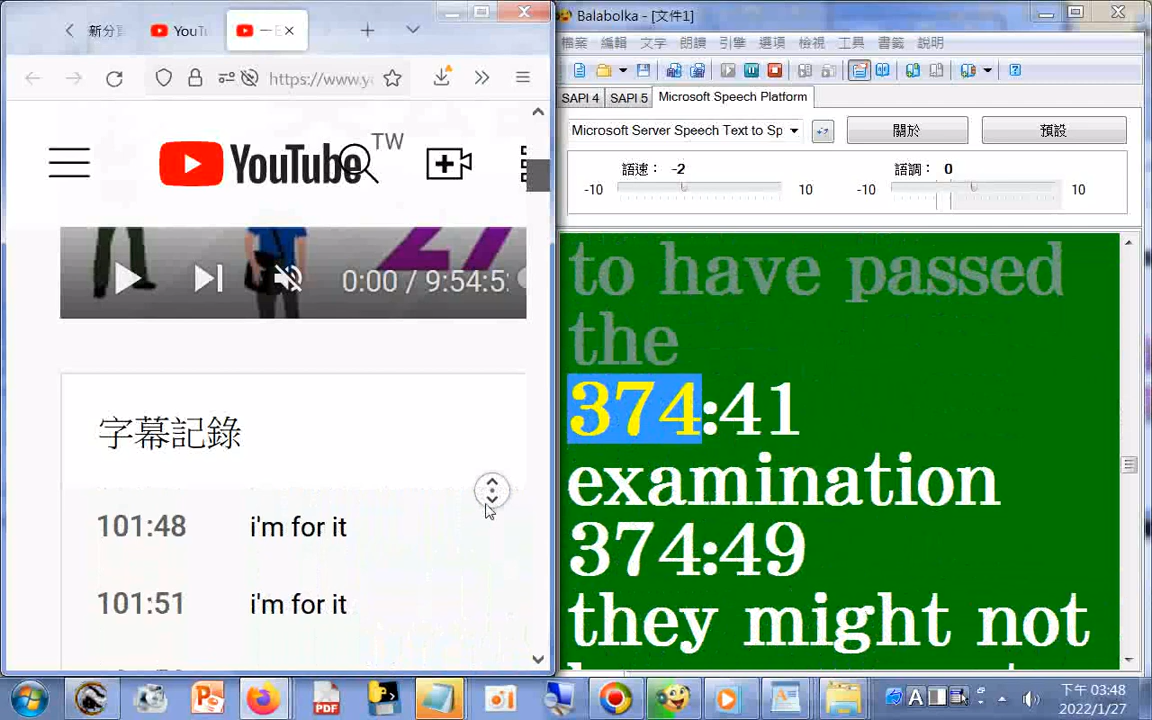 新分
YouTu
一 E
https://www.y
YouTube
TW
27
0:00 / 9:54:5
字幕記錄
101:48 i'm for it
101:51 i'm for it
Balabolka - [文件1]
檔案 編輯 文字 朗讀 引擎 選項 檢視 工具 書籤 說明
SAPI 4 SAPI 5 Microsoft Speech Platform
Microsoft Server Speech Text to Sp
關於
預設
語速： -2
語調： 0
-10 10 -10 10
to have passed
the
374:41
examination
374:49
they might not
PDF
A
下午 03:48
2022/1/27